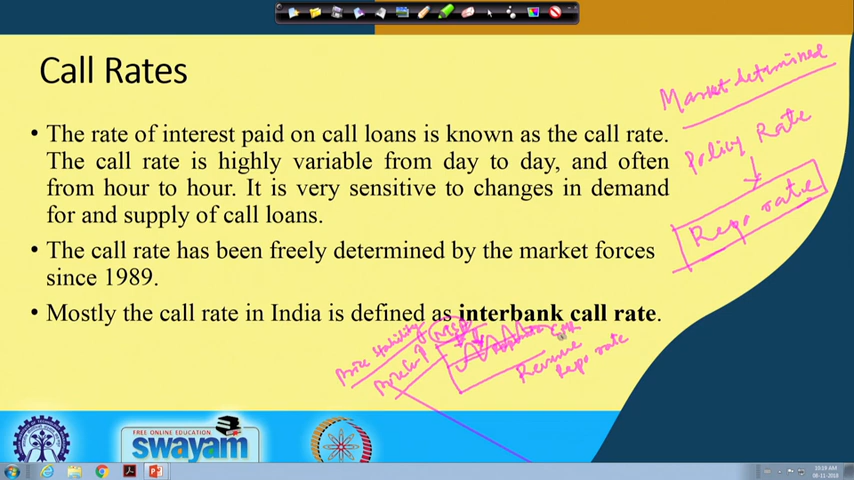 Call Rates
• The rate of interest paid on call loans is known as the call rate.
The call rate is highly variable from day to day, and often
from hour to hour. It is very sensitive to changes in demand
for and supply of call loans.
• The call rate has been freely determined by the market forces
since 1989.
• Mostly the call rate in India is defined as interbank call rate.
Market determined
Policy Rate
Repo rate
Price stability
Repo rate
FREE ONLINE EDUCATION
swayam
10:19 AM